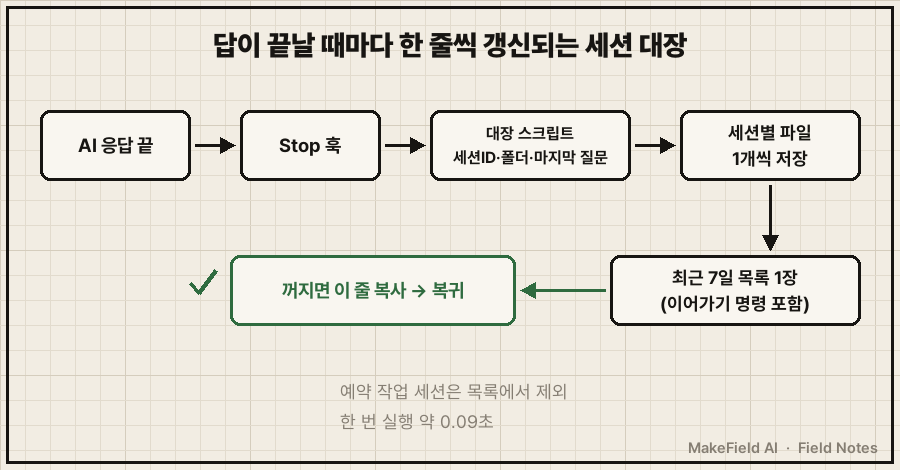 답이 끝날 때마다 한 줄씩 갱신되는 세션 대장
AI 응답 끝
Stop 훅
대장 스크립트
세션ID·폴더·마지막 질문
세션별 파일
1개씩 저장
최근 7일 목록 1장
(이어가기 명령 포함)
꺼지면 이 줄 복사 → 복귀
예약 작업 세션은 목록에서 제외
한 번 실행 약 0.09초
MakeField AI · Field Notes